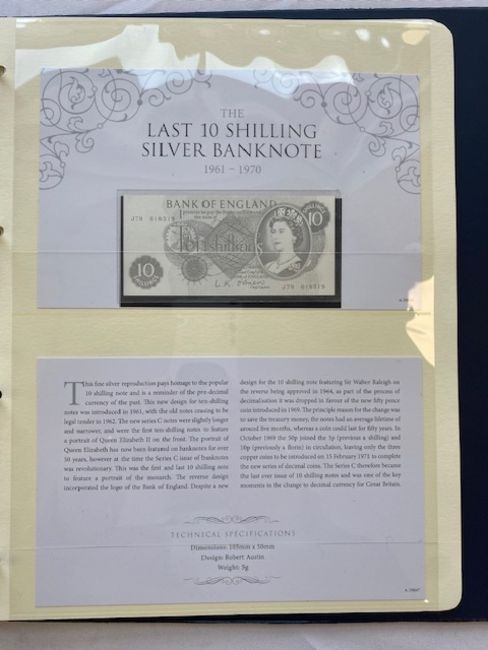 THE
LAST 10 SHILLING
SILVER BANKNOTE
1961 – 1970
BANK OF ENGLAND
10
SHILLINGS
J79 618319
Ten shillings
10
SHILLINGS
L.K. O'Brien
J79 618319
This fine silver reproduction pays homage to the popular
10 shilling note and is a reminder of the pre-decimal
currency of the past. This new design for ten-shilling
notes was introduced in 1961, with the old notes ceasing to be
legal tender in 1962. The new series C notes were slightly longer
and narrower, and were the first ten-shilling notes to feature
a portrait of Queen Elizabeth II on the front. The portrait of
Queen Elizabeth has now been featured on banknotes for over
50 years, however at the time the Series C issue of banknotes
was revolutionary. This was the first and last 10 shilling note
to feature a portrait of the monarch. The reverse design
incorporated the logo of the Bank of England. Despite a new
design for the 10 shilling note featuring Sir Walter Raleigh on
the reverse being approved in 1964, as part of the process of
decimalisation it was dropped in favour of the new fifty pence
coin introduced in 1969. The principle reason for the change was
to save the treasury money, the notes had an average lifetime of
around five months, whereas a coin could last for fifty years. In
October 1969 the 50p joined the 5p (previous a shilling) and
10p (previously a florin) in circulation, leaving only the three
copper coins to be introduced on 15 February 1971 to complete
the new series of decimal coins. The Series C therefore became
the last ever issue of 10 shilling notes and was one of the key
moments in the change to decimal currency for Great Britain.
TECHNICAL SPECIFICATIONS
Dimensions: 105mm x 50mm
Design: Robert Austin
Weight: 5g